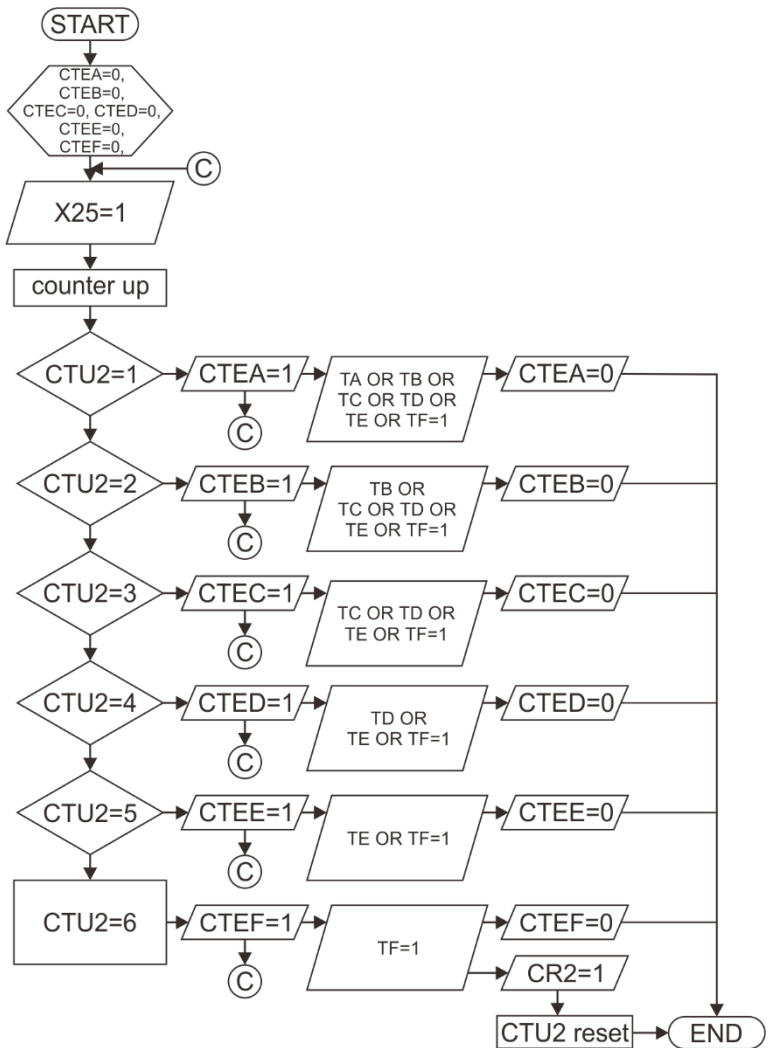 START
CTEA=0,
CTEB=0,
CTEC=0, CTED=0,
CTEE=0,
CTEF=0,
C
X25=1
counter up
CTU2=1
CTEA=1
C
TA OR TB OR
TC OR TD OR
TE OR TF=1
CTEA=0
CTU2=2
CTEB=1
C
TB OR
TC OR TD OR
TE OR TF=1
CTEB=0
CTU2=3
CTEC=1
C
TC OR TD OR
TE OR TF=1
CTEC=0
CTU2=4
CTED=1
C
TD OR
TE OR TF=1
CTED=0
CTU2=5
CTEE=1
C
TE OR TF=1
CTEE=0
CTU2=6
CTEF=1
C
TF=1
CTEF=0
CR2=1
CTU2 reset
END